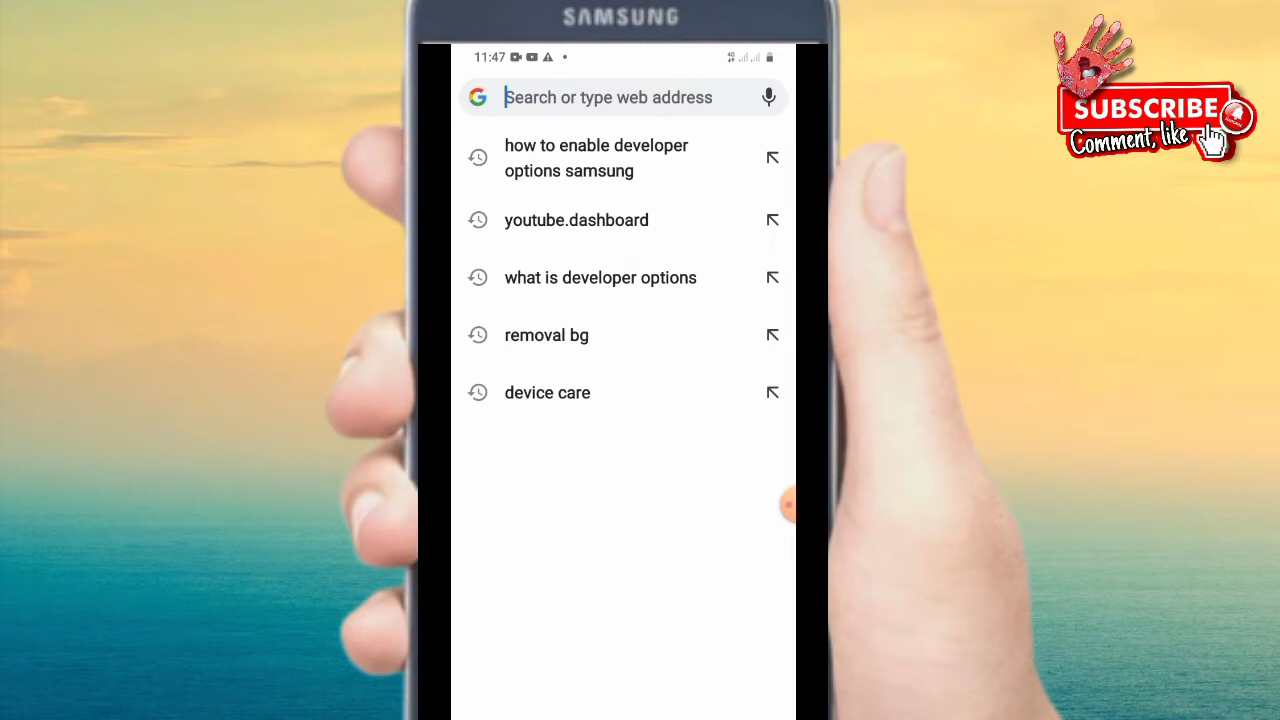 SAMSUNG
11:47
Search or type web address
how to enable developer
options samsung
youtube.dashboard
what is developer options
removal bg
device care
SUBSCRIBE
Comment, like